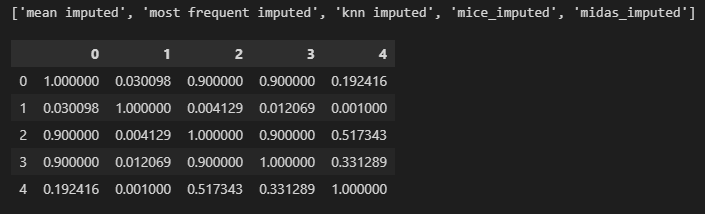 ['mean imputed', 'most frequent imputed', 'knn imputed', 'mice_imputed', 'midas_imputed']
0 1 2 3 4
0 1.000000 0.030098 0.900000 0.900000 0.192416
1 0.030098 1.000000 0.004129 0.012069 0.001000
2 0.900000 0.004129 1.000000 0.900000 0.517343
3 0.900000 0.012069 0.900000 1.000000 0.331289
4 0.192416 0.001000 0.517343 0.331289 1.000000